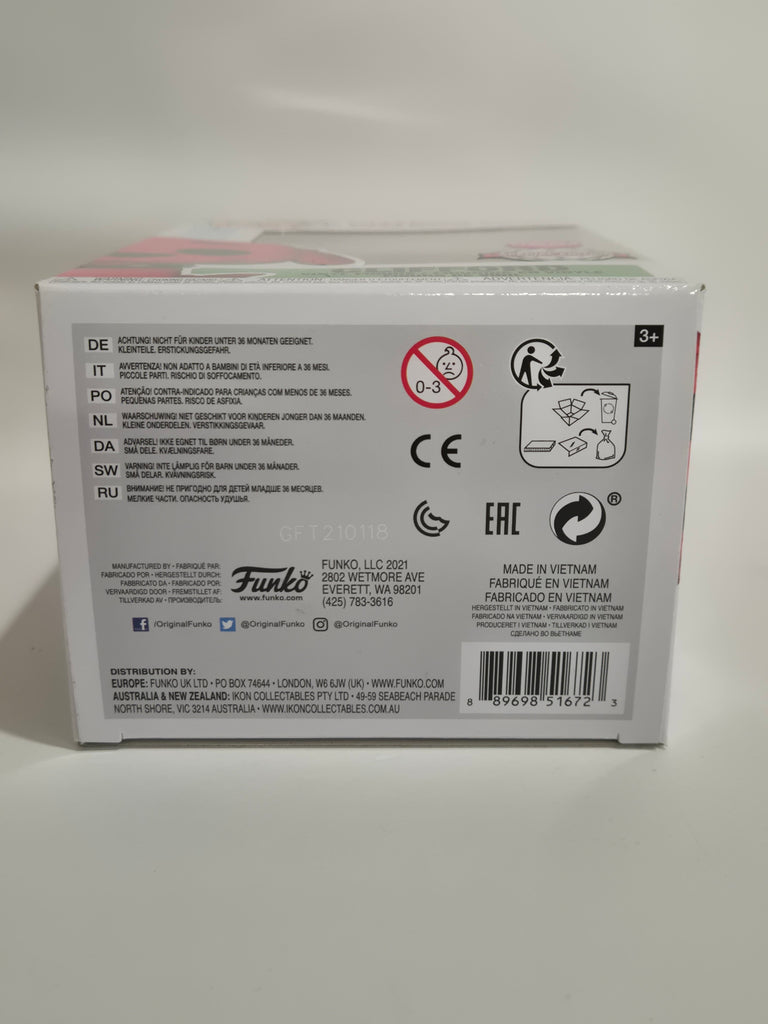 CLIFFORD
3+
DE ACHTUNG! NICHT FÜR KINDER UNTER 36 MONATEN GEEIGNET.
KLEINTEILE. ERSTICKUNGSGEFAHR.
IT AVVERTENZA! NON ADATTO A BAMBINI DI ETÀ INFERIORE A 36 MESI.
PICCOLE PARTI. RISCHIO DI SOFFOCAMENTO.
PO ATENÇÃO! CONTRA-INDICADO PARA CRIANÇAS COM MENOS DE 36 MESES.
PEQUENAS PARTES. RISCO DE ASFIXIA.
NL WAARSCHUWING! NIET GESCHIKT VOOR KINDEREN JONGER DAN 36 MAANDEN.
KLEINE ONDERDELEN. VERSTIKKINGSGEVAAR.
DA ADVARSEL! IKKE EGNET TIL BØRN UNDER 36 MÅNEDER.
SMÅ DELE. KVÆLNINGSFARE.
SW VARNING! INTE LÄMPLIG FÖR BARN UNDER 36 MÅNADER.
SMÅ DELAR. KVÄVNINGSRISK.
RU ВНИМАНИЕ! НЕ ПРИГОДНО ДЛЯ ДЕТЕЙ МЛАДШЕ 36 МЕСЯЦЕВ.
МЕЛКИЕ ЧАСТИ. ОПАСНОСТЬ УДУШЬЯ.
0-3
CE
EAC
®
GFT210118
MANUFACTURED BY • FABRIQUÉ PAR:
FABRICADO POR • HERGESTELLT DURCH:
FABBRICATO DA • FABRICADO POR:
VERVAARDIGD DOOR • FREMSTILLET AF:
TILLVERKAD AV • ПРОИЗВОДИТЕЛЬ:
Funko
www.funko.com
FUNKO, LLC 2021
2802 WETMORE AVE
EVERETT, WA 98201
(425) 783-3616
/OriginalFunko @OriginalFunko @OriginalFunko
MADE IN VIETNAM
FABRIQUÉ EN VIETNAM
FABRICADO EN VIETNAM
HERGESTELLT IN VIETNAM • FABBRICATO IN VIETNAM
FABRICADO NA VIETNAM • VERVAARDIGD IN VIETNAM
PRODUCERET I VIETNAM • TILLVERKAD I VIETNAM
СДЕЛАНО ВО ВЬЕТНАМЕ
DISTRIBUTION BY:
EUROPE: FUNKO UK LTD • PO BOX 74644 • LONDON, W6 6JW (UK) • WWW.FUNKO.COM
AUSTRALIA & NEW ZEALAND: IKON COLLECTABLES PTY LTD • 49-59 SEABEACH PARADE
NORTH SHORE, VIC 3214 AUSTRALIA • WWW.IKONCOLLECTABLES.COM.AU
8 89698 51672 3